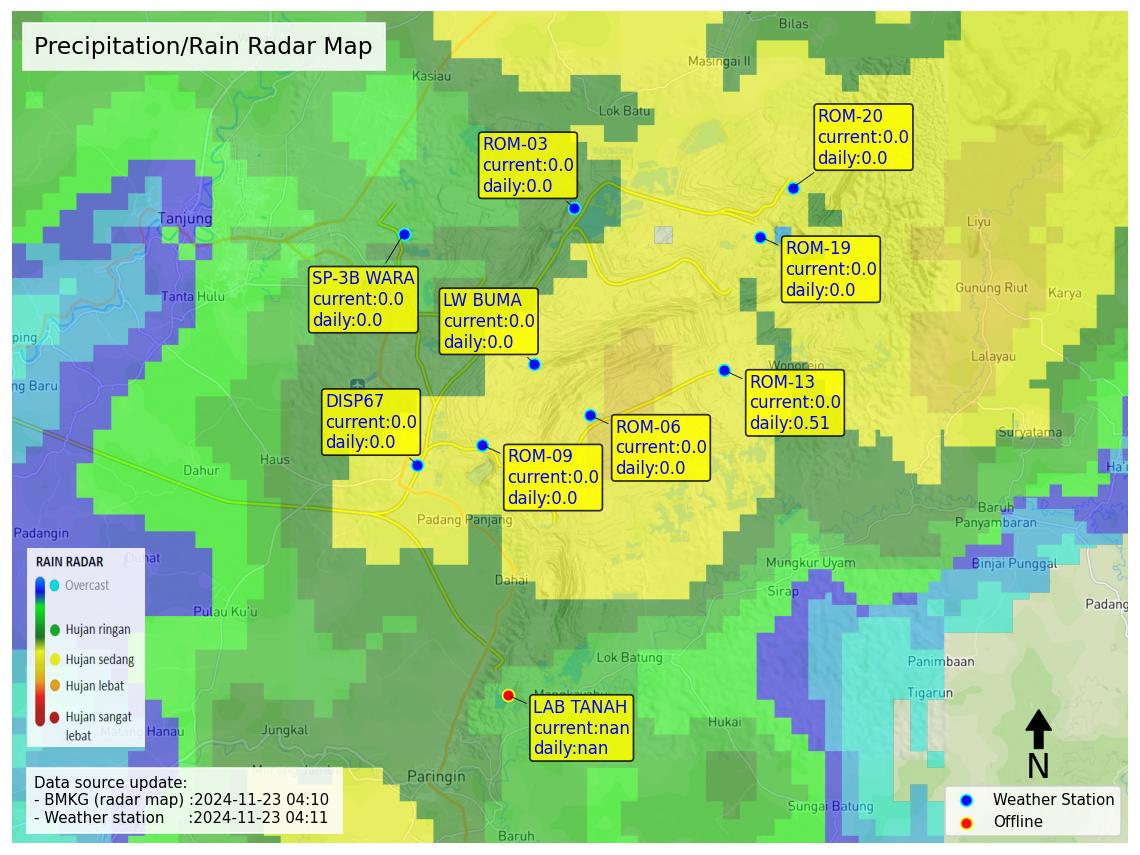 Precipitation/Rain Radar Map
Bilas
Masingai II
Kasiau
Lok Batu
ROM-20
current:0.0
daily:0.0
ROM-03
current:0.0
daily:0.0
Tanjung
Liyu
ROM-19
current:0.0
daily:0.0
SP-3B WARA
current:0.0
daily:0.0
Tanta Hulu
Gunung Riut
Karya
LW BUMA
current:0.0
daily:0.0
ping
Lalayau
Wonorejo
ng Baru
ROM-13
current:0.0
daily:0.51
DISP67
current:0.0
daily:0.0
ROM-06
current:0.0
daily:0.0
Suryatama
Haus
Dahur
ROM-09
current:0.0
daily:0.0
Baruh
Panyambaran
Padang Panjang
Padangin
Mungkur Uyam
Binjai Punggal
Dahai
Sirap
Padang
Pulau Ku'u
RAIN RADAR
Overcast
Hujan ringan
Hujan sedang
Hujan lebat
Hujan sangat
lebat
Lok Batung
Panimbaan
Tigarun
LAB TANAH
current:nan
daily:nan
Hukai
Jungkal
Paringin
N
Sungai Batung
Baruh
Data source update:
- BMKG (radar map) :2024-11-23 04:10
- Weather station :2024-11-23 04:11
Weather Station
Offline